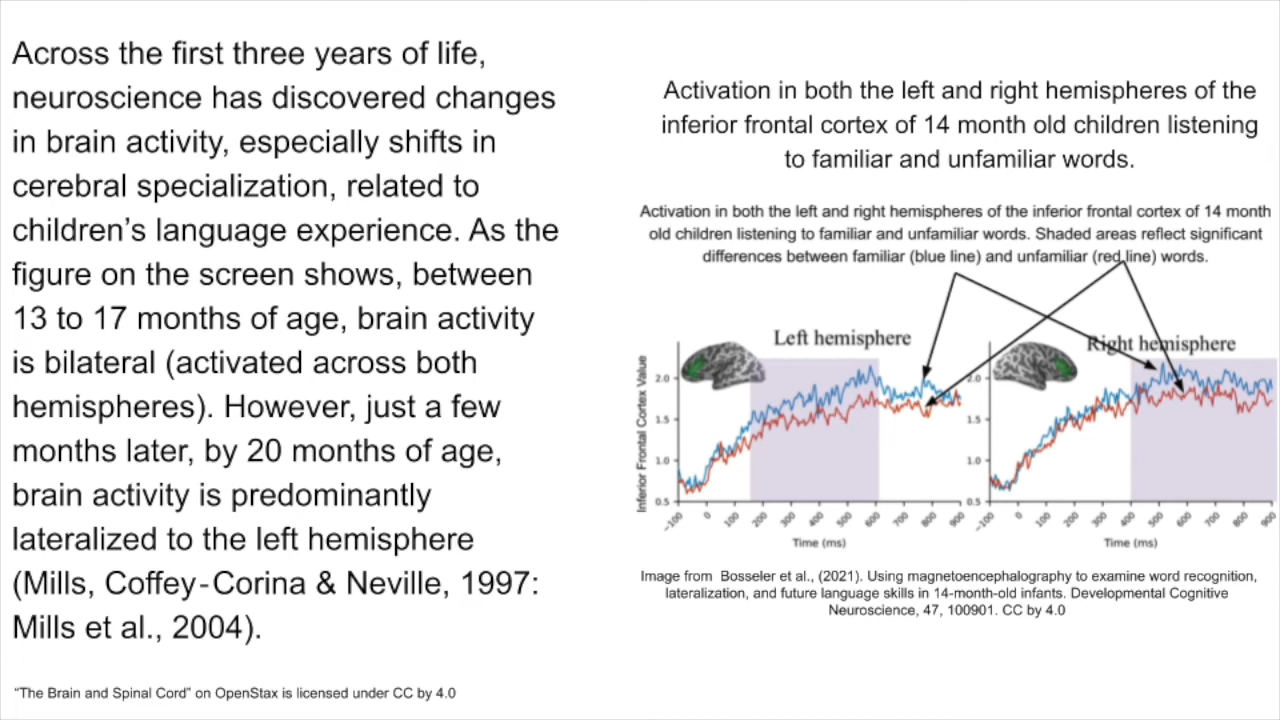 Across the first three years of life,
neuroscience has discovered changes
in brain activity, especially shifts in
cerebral specialization, related to
children's language experience. As the
figure on the screen shows, between
13 to 17 months of age, brain activity
is bilateral (activated across both
hemispheres). However, just a few
months later, by 20 months of age,
brain activity is predominantly
lateralized to the left hemisphere
(Mills, Coffey-Corina & Neville, 1997:
Mills et al., 2004).
"The Brain and Spinal Cord" on OpenStax is licensed under CC by 4.0
Activation in both the left and right hemispheres of the
inferior frontal cortex of 14 month old children listening
to familiar and unfamiliar words.
Activation in both the left and right hemispheres of the inferior frontal cortex of 14 month
old children listening to familiar and unfamiliar words. Shaded areas reflect significant
differences between familiar (blue line) and unfamiliar (red line) words.
Left hemisphere
Inferior Frontal Cortex Value
2.0
1.5
1.0
0.5
-100 0 100 200 300 400 500 600 700 800 900
Time (ms)
Right hemisphere
2.0
1.5
1.0
0.5
-100 0 100 200 300 400 500 600 700 800 900
Time (ms)
Image from Bosseler et al., (2021). Using magnetoencephalography to examine word recognition,
lateralization, and future language skills in 14-month-old infants. Developmental Cognitive
Neuroscience, 47, 100901. CC by 4.0